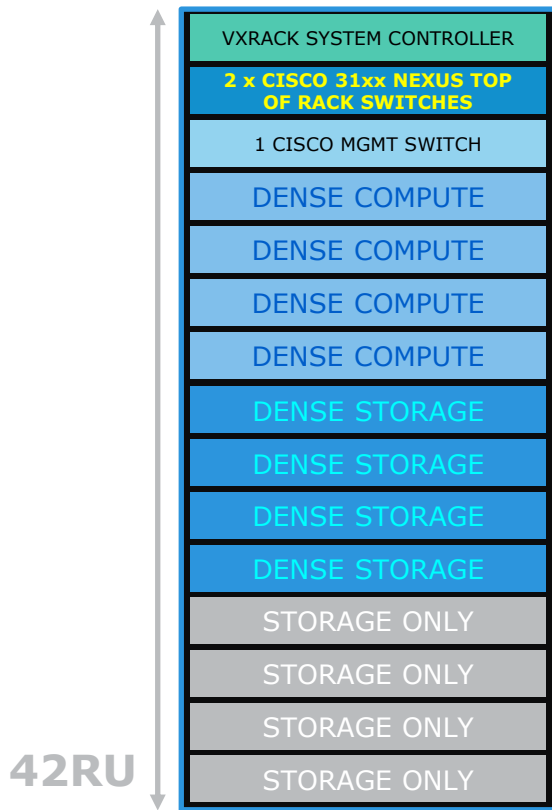 VXRACK SYSTEM CONTROLLER
2 x CISCO 31xx NEXUS TOP
OF RACK SWITCHES
1 CISCO MGMT SWITCH
DENSE COMPUTE
DENSE COMPUTE
DENSE COMPUTE
DENSE COMPUTE
DENSE STORAGE
DENSE STORAGE
DENSE STORAGE
DENSE STORAGE
STORAGE ONLY
STORAGE ONLY
STORAGE ONLY
STORAGE ONLY
42RU